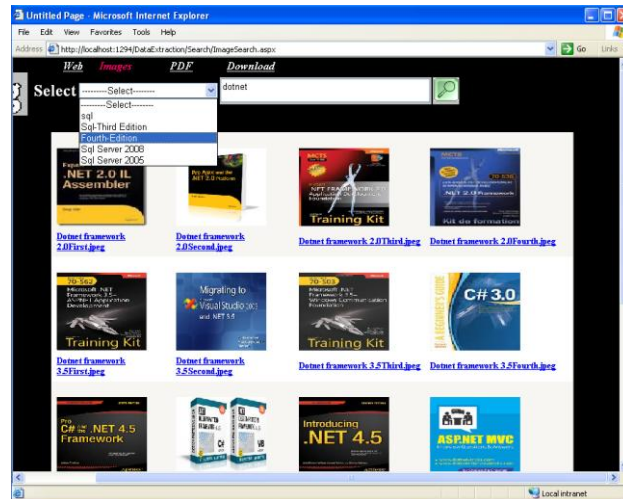 Untitled Page - Microsoft Internet Explorer
File Edit View Favorites Tools Help
Address http://localhost:1294/DataExtraction/Search/ImageSearch.aspx Go Links
Web Images PDF Download
Select ---------Select-------- dotnet
---------Select--------
sql
Sql-Third Edition
Fourth-Edition
Sql Server 2008
Sql Server 2005
.NET 2.0 IL
Assembler
Training Kit
Kit de formation
Dotnet framework
2.0First.jpeg
Dotnet framework
2.0Second.jpeg
Dotnet framework 2.0Third.jpeg
Dotnet framework 2.0Fourth.jpeg
Training Kit
Migrating to
Visual Studio
and .NET 3.5
Training Kit
C# 3.0
Dotnet framework
3.5First.jpeg
Dotnet framework
3.5Second.jpeg
Dotnet framework 3.5Third.jpeg
Dotnet framework 3.5Fourth.jpeg
Pro
C# .NET 4.5
Framework
Introducing
.NET 4.5
ASP.NET MVC
Local intranet